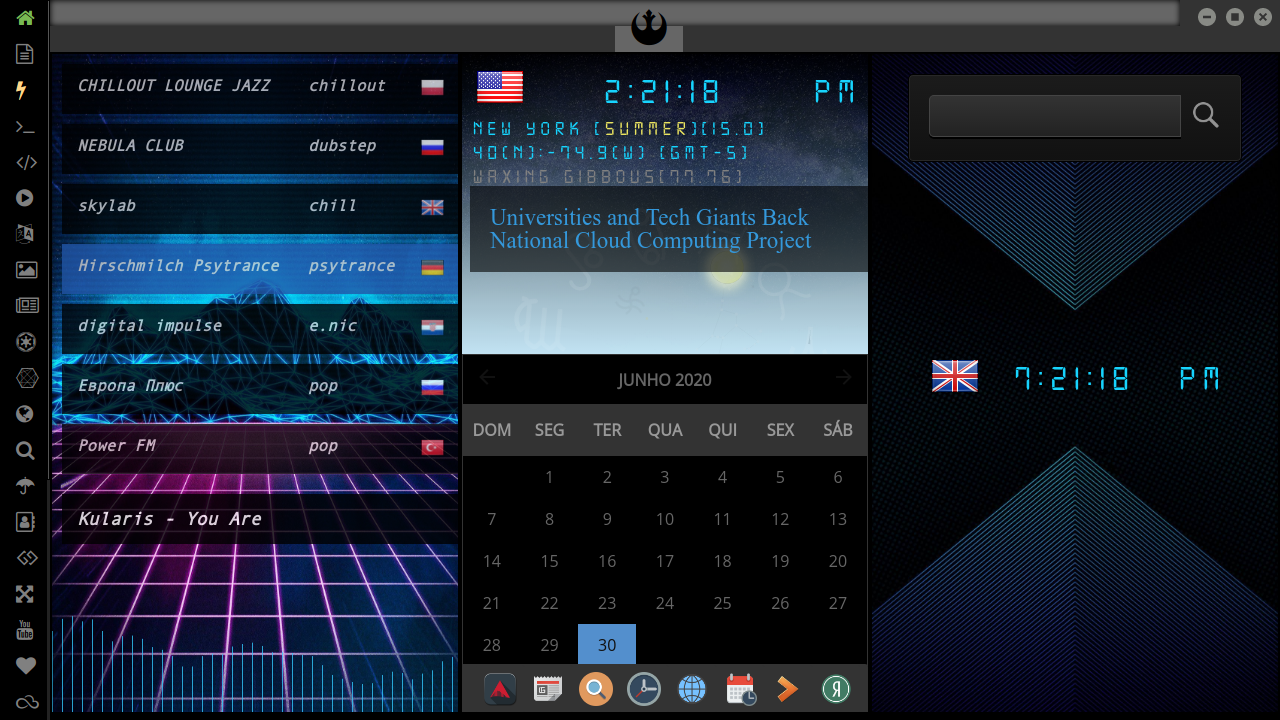 CHILLOUT LOUNGE JAZZ chillout
NEBULA CLUB dubstep
skylab chill
Hirschmilch Psytrance psytrance
digital impulse e.nic
Европа Плюс pop
Power FM pop
Kularis - You Are
2:21:18 PM
NEW YORK (SUMMER)(15.0)
40(N):-74.9(W) (GMT-5)
WAXING GIBBOUS(77.76)
Universities and Tech Giants Back
National Cloud Computing Project
JUNHO 2020
DOM SEG TER QUA QUI SEX SÁB
1 2 3 4 5 6
7 8 9 10 11 12 13
14 15 16 17 18 19 20
21 22 23 24 25 26 27
28 29 30
7:21:18 PM
You
Tube
Я